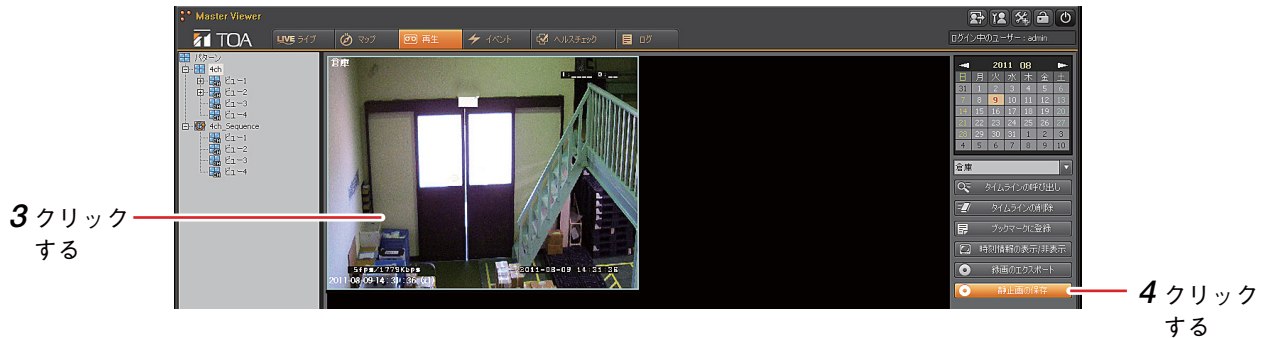 Master Viewer
TOA
LIVE ライブ
マップ
再生
イベント
ヘルスチェック
ログ
ログイン中のユーザー : admin
パターン
4ch
ビュー1
ビュー2
ビュー3
ビュー4
4ch_Sequence
ビュー1
ビュー2
ビュー3
ビュー4
倉庫
5fps/1779Kbps
2011-08-09 14:31:36
2011 08
日 月 火 水 木 金 土
31 1 2 3 4 5 6
7 8 9 10 11 12 13
14 15 16 17 18 19 20
21 22 23 24 25 26 27
28 29 30 31 1 2 3
4 5 6 7 8 9 10
倉庫
タイムラインの呼び出し
タイムラインの削除
ブックマークに登録
時刻情報の表示/非表示
録画のエクスポート
静止画の保存
3 クリック
する
4 クリック
する